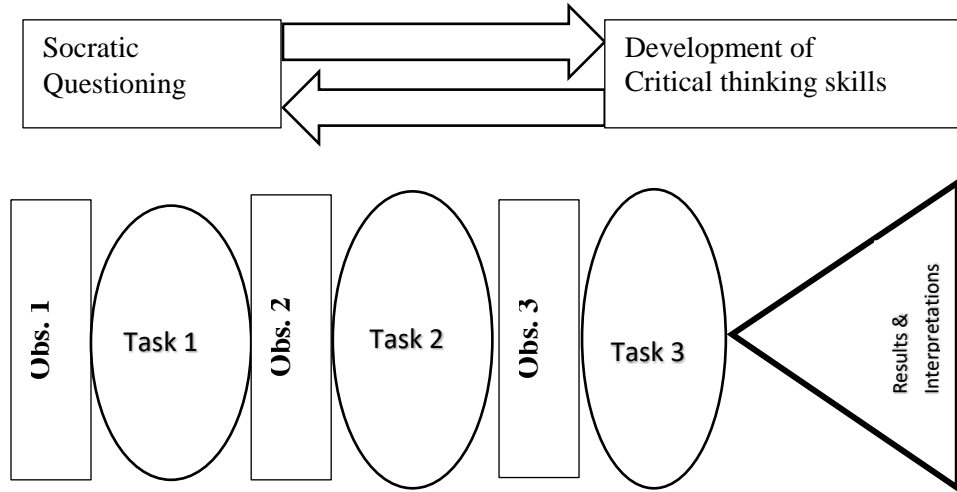 Socratic
Questioning
Development of
Critical thinking skills
Obs. 1
Task 1
Obs. 2
Task 2
Obs. 3
Task 3
Results &
Interpretations